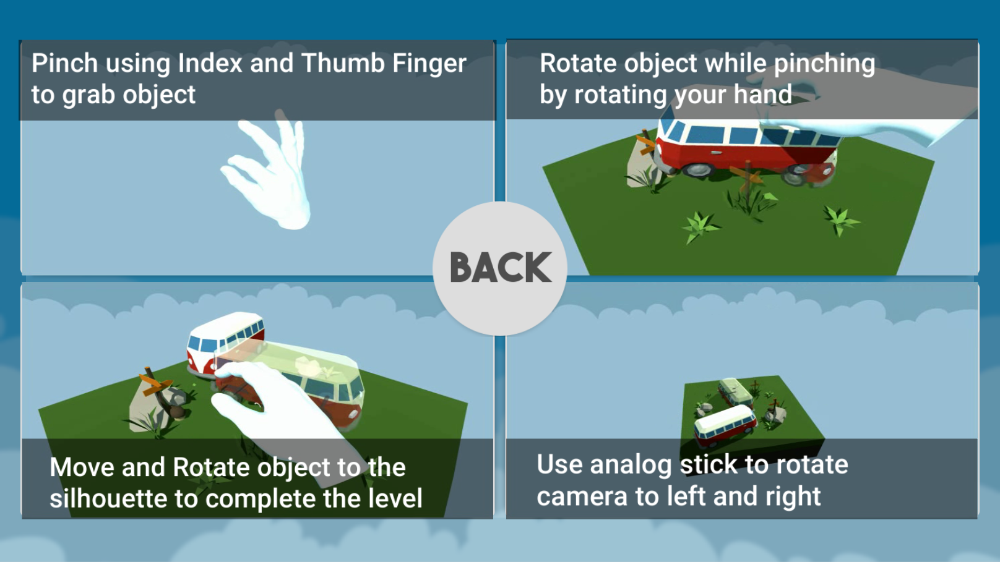 Pinch using Index and Thumb Finger
to grab object
Rotate object while pinching
by rotating your hand
BACK
Move and Rotate object to the
silhouette to complete the level
Use analog stick to rotate
camera to left and right